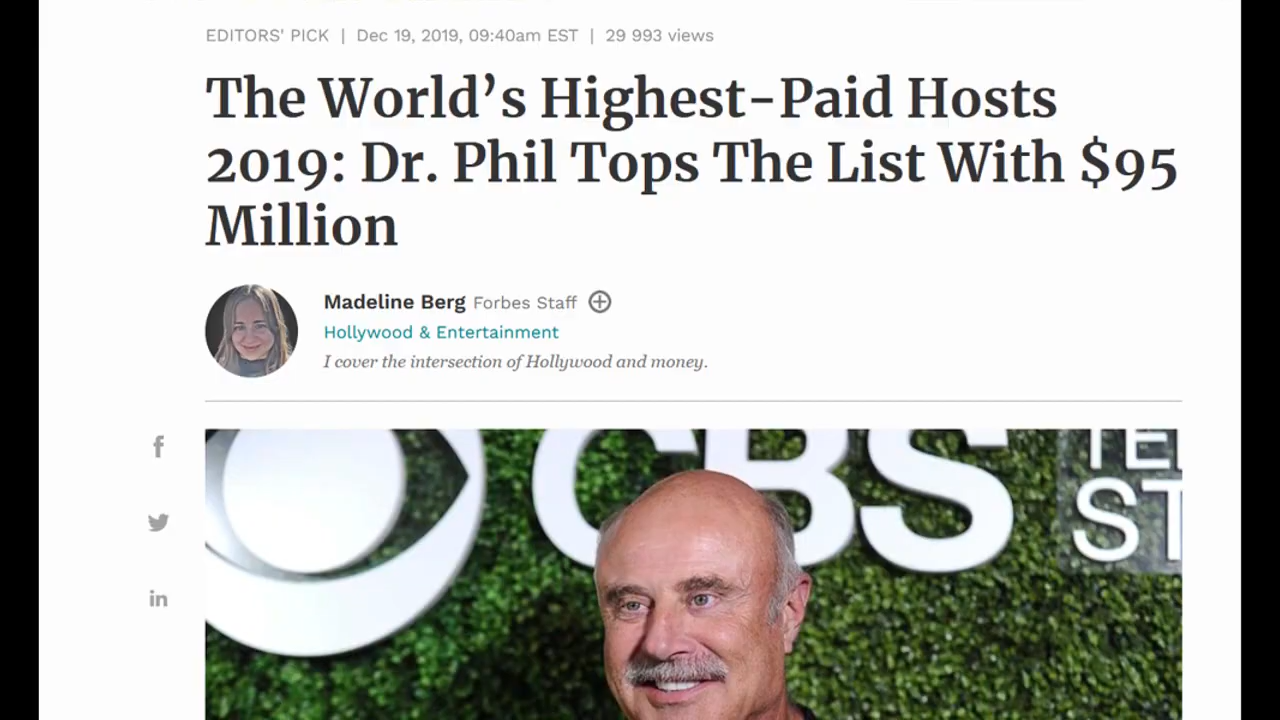 EDITORS' PICK | Dec 19, 2019, 09:40am EST | 29 993 views
The World’s Highest-Paid Hosts
2019: Dr. Phil Tops The List With $95
Million
Madeline Berg Forbes Staff
Hollywood & Entertainment
I cover the intersection of Hollywood and money.
CBS
TE
ST